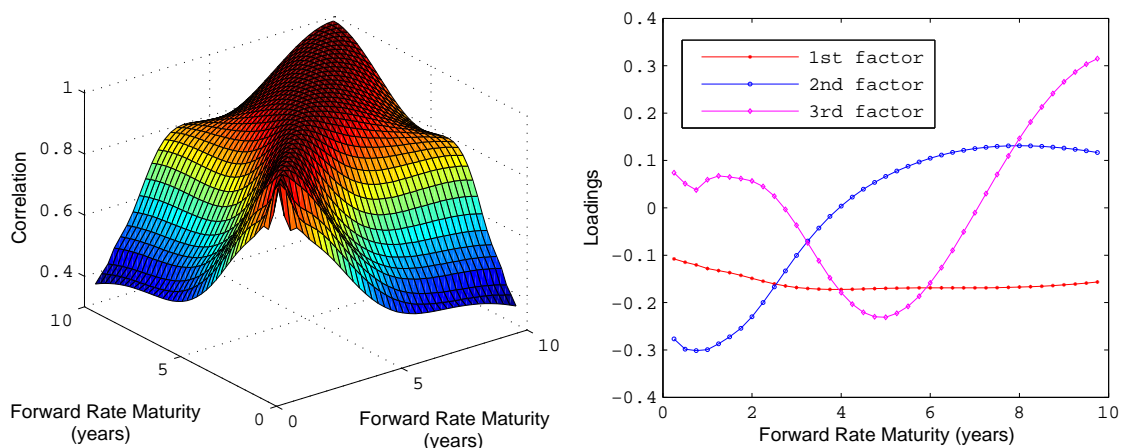 1
0.8
0.6
0.4
Correlation
10
5
0
0
5
10
Forward Rate Maturity
(years)
Forward Rate Maturity
(years)
0.4
0.3
0.2
0.1
0
−0.1
−0.2
−0.3
−0.4
Loadings
1st factor
2nd factor
3rd factor
0
2
4
6
8
10
Forward Rate Maturity (years)